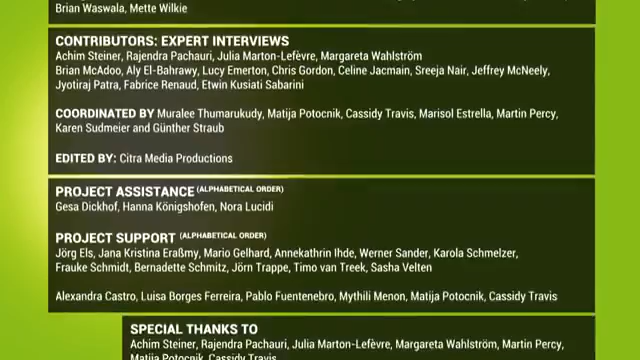 Brian Waswala, Mette Wilkie
CONTRIBUTORS: EXPERT INTERVIEWS
Achim Steiner, Rajendra Pachauri, Julia Marton-Lefèvre, Margareta Wahlström
Brian McAdoo, Aly El-Bahrawy, Lucy Emerton, Chris Gordon, Celine Jacmain, Sreeja Nair, Jeffrey McNeely,
Jyotiraj Patra, Fabrice Renaud, Etwin Kusiati Sabarini
COORDINATED BY Muralee Thumarukudy, Matija Potocnik, Cassidy Travis, Marisol Estrella, Martin Percy,
Karen Sudmeier and Günther Straub
EDITED BY: Citra Media Productions
PROJECT ASSISTANCE (ALPHABETICAL ORDER)
Gesa Dickhof, Hanna Königshofen, Nora Lucidi
PROJECT SUPPORT (ALPHABETICAL ORDER)
Jörg Els, Jana Kristina Eraßmy, Mario Gelhard, Annekathrin Ihde, Werner Sander, Karola Schmelzer,
Frauke Schmidt, Bernadette Schmitz, Jörn Trappe, Timo van Treek, Sasha Velten
Alexandra Castro, Luisa Borges Ferreira, Pablo Fuentenebro, Mythili Menon, Matija Potocnik, Cassidy Travis
SPECIAL THANKS TO
Achim Steiner, Rajendra Pachauri, Julia Marton-Lefèvre, Margareta Wahlström, Martin Percy,
Matija Potocnik, Cassidy Travis